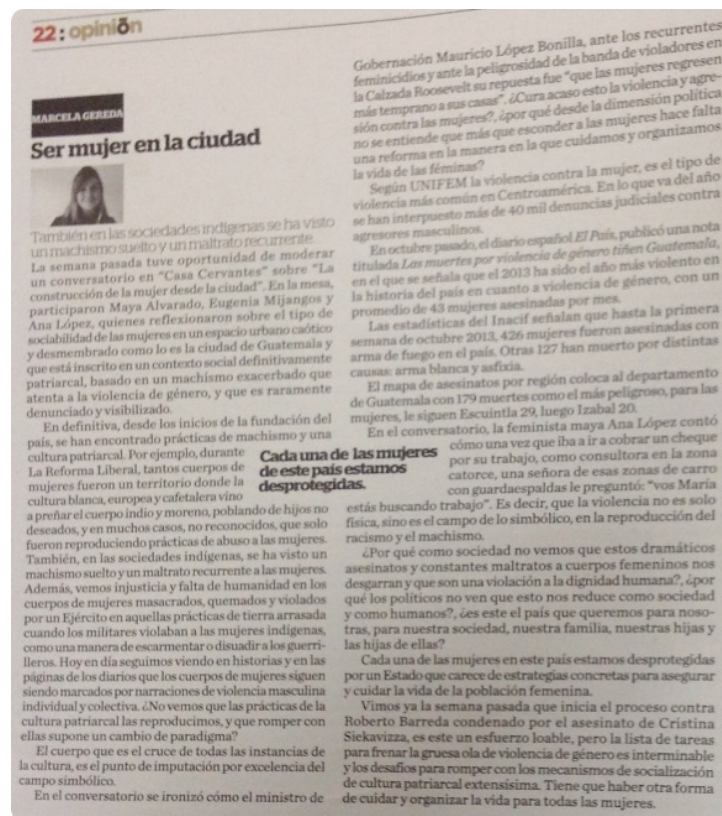 22: opinión
MARCELA GEREDA
Ser mujer en la ciudad
También en las sociedades indígenas se ha visto
un machismo suelto y un maltrato recurrente
La semana pasada tuve oportunidad de moderar
un conversatorio en "Casa Cervantes" sobre "La
construcción de la mujer desde la ciudad". En la mesa,
participaron Maya Alvarado, Eugenia Mijangos y
Ana López, quienes reflexionaron sobre el tipo de
sociabilidad de las mujeres en un espacio urbano caótico
y desmembrado como lo es la ciudad de Guatemala y
que está inscrito en un contexto social definitivamente
patriarcal, basado en un machismo exacerbado que
atenta a la violencia de género, y que es raramente
denunciado y visibilizado.
En definitiva, desde los inicios de la fundación del
país, se han encontrado prácticas de machismo y una
cultura patriarcal. Por ejemplo, durante
La Reforma Liberal, tantos cuerpos de
mujeres fueron un territorio donde la
cultura blanca, europea y cafetalera vino
a preñar el cuerpo indio y moreno, poblando de hijos no
deseados, y en muchos casos, no reconocidos, que solo
fueron reproduciendo prácticas de abuso a las mujeres.
También, en las sociedades indígenas, se ha visto un
machismo suelto y un maltrato recurrente a las mujeres.
Además, vemos injusticia y falta de humanidad en los
cuerpos de mujeres masacrados, quemados y violados
por un Ejército en aquellas prácticas de tierra arrasada
cuando los militares violaban a las mujeres indígenas,
como una manera de escarmentar o disuadir a los guerri-
lleros. Hoy en día seguimos viendo en historias y en las
páginas de los diarios que los cuerpos de mujeres siguen
siendo marcados por narraciones de violencia masculina
individual y colectiva. ¿No vemos que las prácticas de la
cultura patriarcal las reproducimos, y que romper con
ellas supone un cambio de paradigma?
El cuerpo que es el cruce de todas las instancias de
la cultura, es el punto de imputación por excelencia del
campo simbólico.
En el conversatorio se ironizó cómo el ministro de
Cada una de las mujeres
de este país estamos
desprotegidas.
Gobernación Mauricio López Bonilla, ante los recurrentes
feminicidios y ante la peligrosidad de la banda de violadores en
la Calzada Roosevelt su repuesta fue "que las mujeres regresen
más temprano a sus casas". ¿Cura acaso esto la violencia y agre-
sión contra las mujeres?, ¿por qué desde la dimensión política
no se entiende que más que esconder a las mujeres hace falta
una reforma en la manera en la que cuidamos y organizamos
la vida de las féminas?
Según UNIFEM la violencia contra la mujer, es el tipo de
violencia más común en Centroamérica. En lo que va del año
se han interpuesto más de 40 mil denuncias judiciales contra
agresores masculinos.
En octubre pasado, el diario español El País, publicó una nota
titulada Las muertes por violencia de género tiñen Guatemala,
en el que se señala que el 2013 ha sido el año más violento en
la historia del país en cuanto a violencia de género, con un
promedio de 43 mujeres asesinadas por mes.
Las estadísticas del Inacif señalan que hasta la primera
semana de octubre 2013, 426 mujeres fueron asesinadas con
arma de fuego en el país. Otras 127 han muerto por distintas
causas: arma blanca y asfixia.
El mapa de asesinatos por región coloca al departamento
de Guatemala con 179 muertes como el más peligroso, para las
mujeres, le siguen Escuintla 29, luego Izabal 20.
En el conversatorio, la feminista maya Ana López contó
cómo una vez que iba a ir a cobrar un cheque
por su trabajo, como consultora en la zona
catorce, una señora de esas zonas de carro
con guardaespaldas le preguntó: "vos María
estás buscando trabajo". Es decir, que la violencia no es solo
física, sino es el campo de lo simbólico, en la reproducción del
racismo y el machismo.
¿Por qué como sociedad no vemos que estos dramáticos
asesinatos y constantes maltratos a cuerpos femeninos nos
desgarran y que son una violación a la dignidad humana?, ¿por
qué los políticos no ven que esto nos reduce como sociedad
y como humanos?, ¿es este el país que queremos para noso-
tras, para nuestra sociedad, nuestra familia, nuestras hijas y
las hijas de ellas?
Cada una de las mujeres en este país estamos desprotegidas
por un Estado que carece de estrategias concretas para asegurar
y cuidar la vida de la población femenina.
Vimos ya la semana pasada que inicia el proceso contra
Roberto Barreda condenado por el asesinato de Cristina
Siekavizza, es este un esfuerzo loable, pero la lista de tareas
para frenar la gruesa ola de violencia de género es interminable
y los desafíos para romper con los mecanismos de socialización
de cultura patriarcal extensísima. Tiene que haber otra forma
de cuidar y organizar la vida para todas las mujeres.